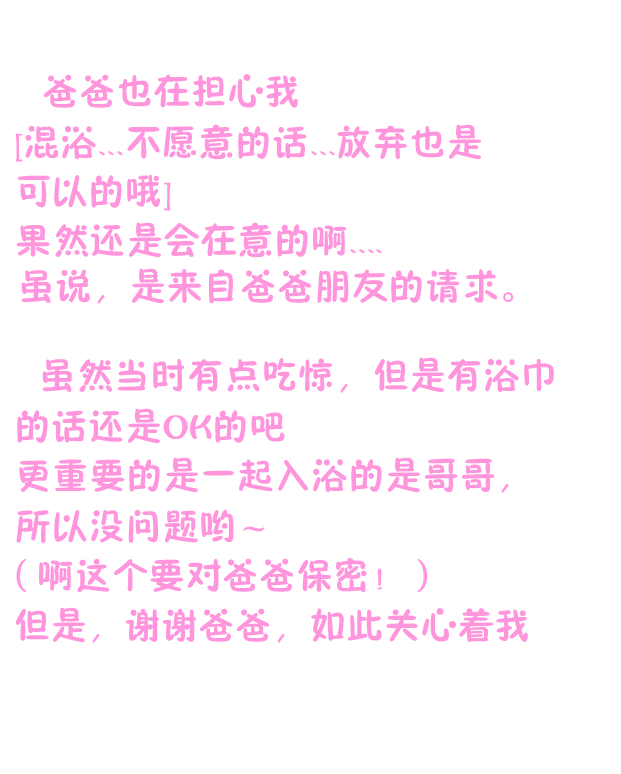 爸爸也在担心我
[混浴...不愿意的话...放弃也是
可以的哦]
果然还是会在意的啊....
虽说，是来自爸爸朋友的请求。
虽然当时有点吃惊，但是有浴巾
的话还是OK的吧
更重要的是一起入浴的是哥哥，
所以没问题哟～
（啊这个要对爸爸保密！）
但是，谢谢爸爸，如此关心着我